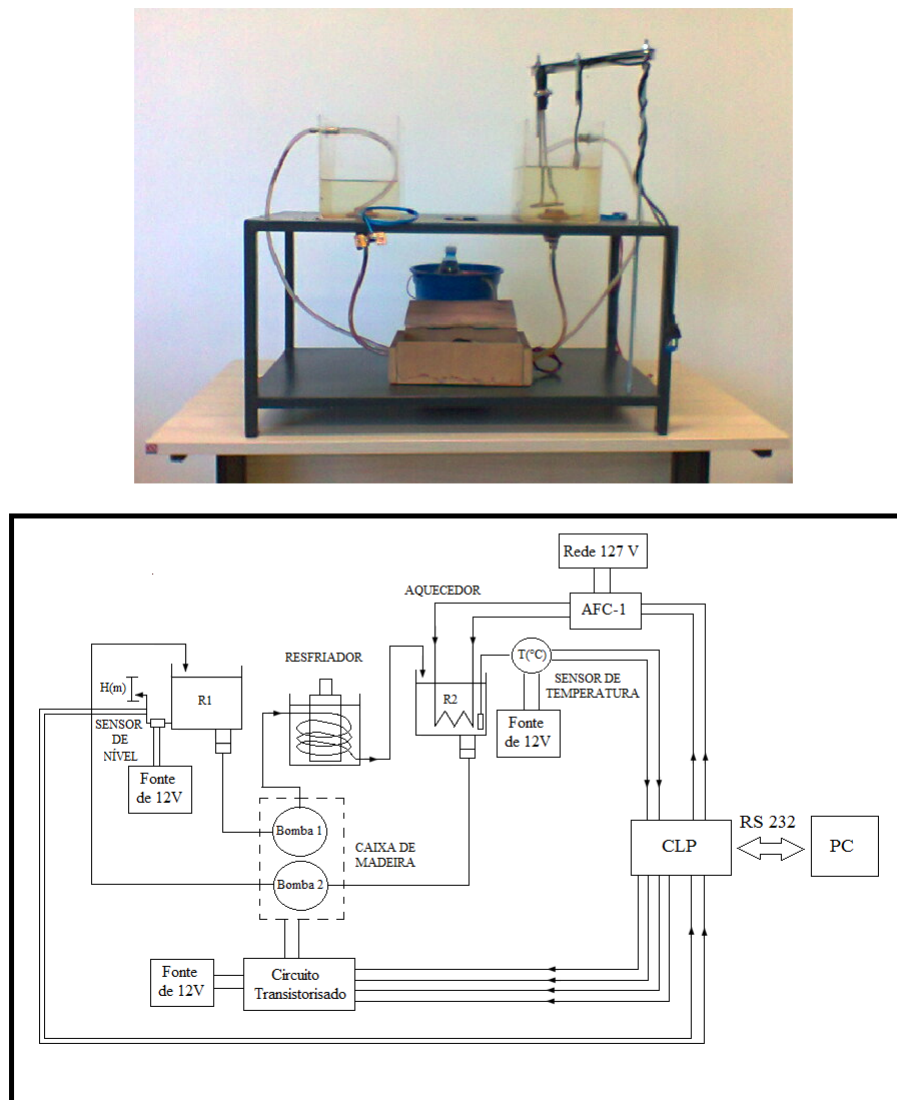 Rede 127 V
AQUECEDOR
AFC-1
RESFRIADOR
T(°C)
H(m)
R1
R2
SENSOR DE
TEMPERATURA
SENSOR
DE
NÍVEL
Fonte
de 12V
Fonte
de 12V
Bomba 1
CAIXA DE
MADEIRA
Bomba 2
CLP
RS 232
PC
Fonte
de 12V
Circuito
Transistorisado